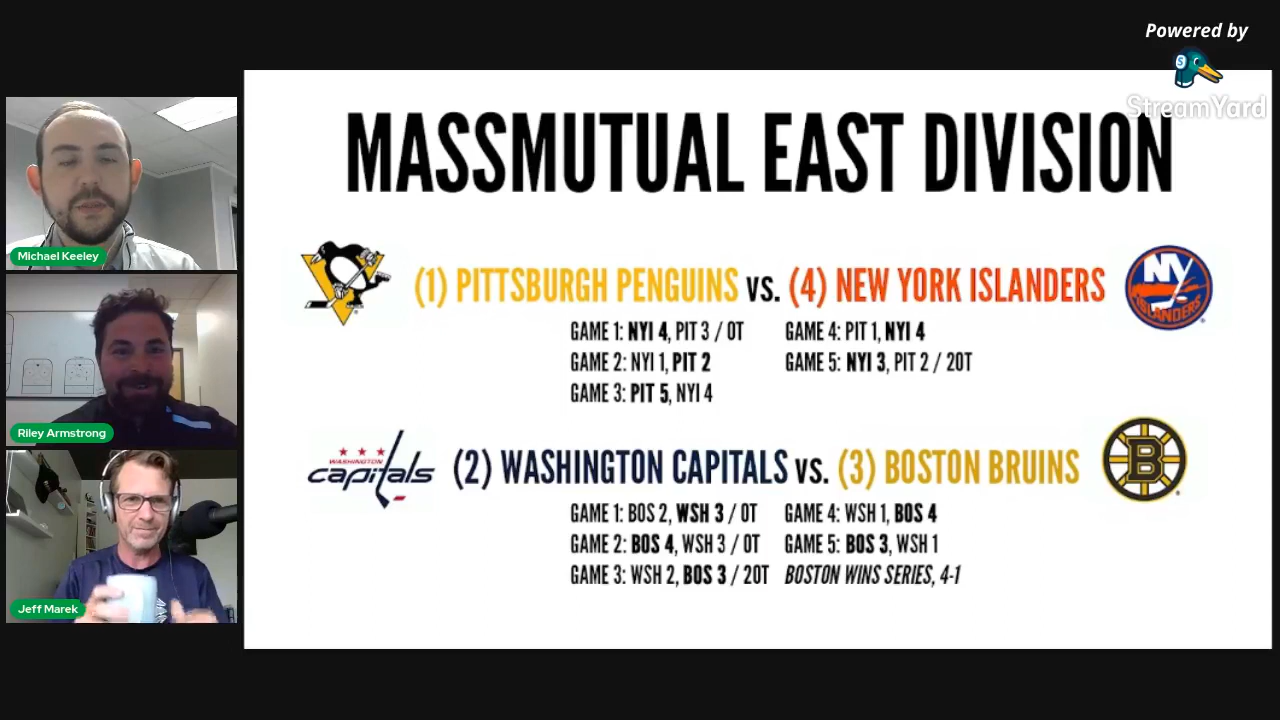 Powered by
StreamYard
MASSMUTUAL EAST DIVISION
(1) PITTSBURGH PENGUINS VS. (4) NEW YORK ISLANDERS
NY
ISLANDERS
GAME 1: NYI 4, PIT 3 / OT
GAME 2: NYI 1, PIT 2
GAME 3: PIT 5, NYI 4
GAME 4: PIT 1, NYI 4
GAME 5: NYI 3, PIT 2 / 2OT
WASHINGTON
capitals
(2) WASHINGTON CAPITALS VS. (3) BOSTON BRUINS
B
GAME 1: BOS 2, WSH 3 / OT
GAME 2: BOS 4, WSH 3 / OT
GAME 3: WSH 2, BOS 3 / 2OT
GAME 4: WSH 1, BOS 4
GAME 5: BOS 3, WSH 1
BOSTON WINS SERIES, 4-1
Michael Keeley
Riley Armstrong
Jeff Marek